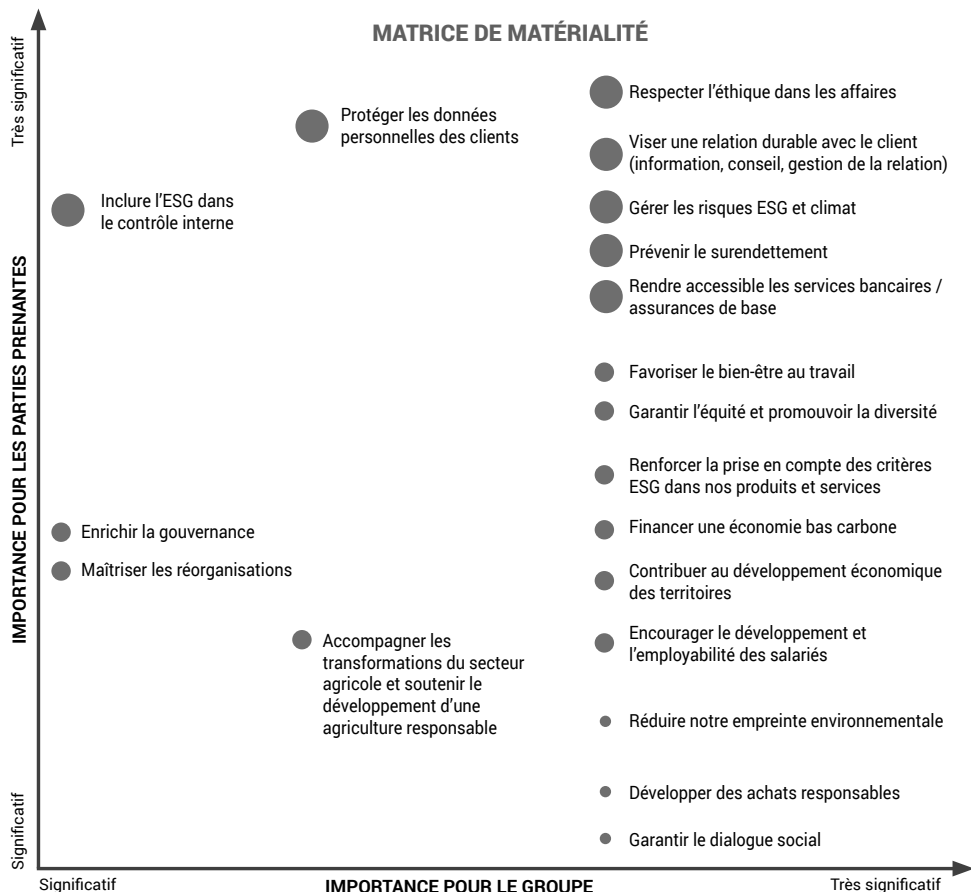 MATRICE DE MATÉRIALITÉ
Très significatif
IMPORTANCE POUR LES PARTIES PRENANTES
Significatif
Respecter l’éthique dans les affaires
Protéger les données
personnelles des clients
Viser une relation durable avec le client
(information, conseil, gestion de la relation)
Inclure l’ESG dans
le contrôle interne
Gérer les risques ESG et climat
Prévenir le surendettement
Rendre accessible les services bancaires /
assurances de base
Favoriser le bien-être au travail
Garantir l’équité et promouvoir la diversité
Renforcer la prise en compte des critères
ESG dans nos produits et services
Enrichir la gouvernance
Financer une économie bas carbone
Maîtriser les réorganisations
Contribuer au développement économique
des territoires
Accompagner les
transformations du secteur
agricole et soutenir le
développement d’une
agriculture responsable
Encourager le développement et
l’employabilité des salariés
Réduire notre empreinte environnementale
Développer des achats responsables
Garantir le dialogue social
Significatif
IMPORTANCE POUR LE GROUPE
Très significatif